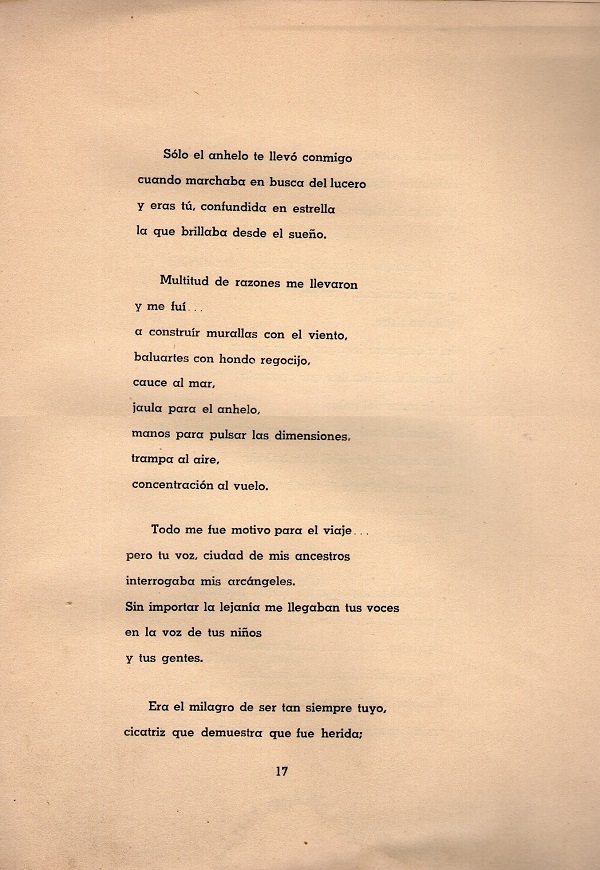 Sólo el anhelo te llevó conmigo
cuando marchaba en busca del lucero
y eras tú, confundida en estrella
la que brillaba desde el sueño.
Multitud de razones me llevaron
y me fuí...
a construír murallas con el viento,
baluartes con hondo regocijo,
cauce al mar,
jaula para el anhelo,
manos para pulsar las dimensiones,
trampa al aire,
concentración al vuelo.
Todo me fue motivo para el viaje...
pero tu voz, ciudad de mis ancestros
interrogaba mis arcángeles.
Sin importar la lejanía me llegaban tus voces
en la voz de tus niños
y tus gentes.
Era el milagro de ser tan siempre tuyo,
cicatriz que demuestra que fue herida;
17